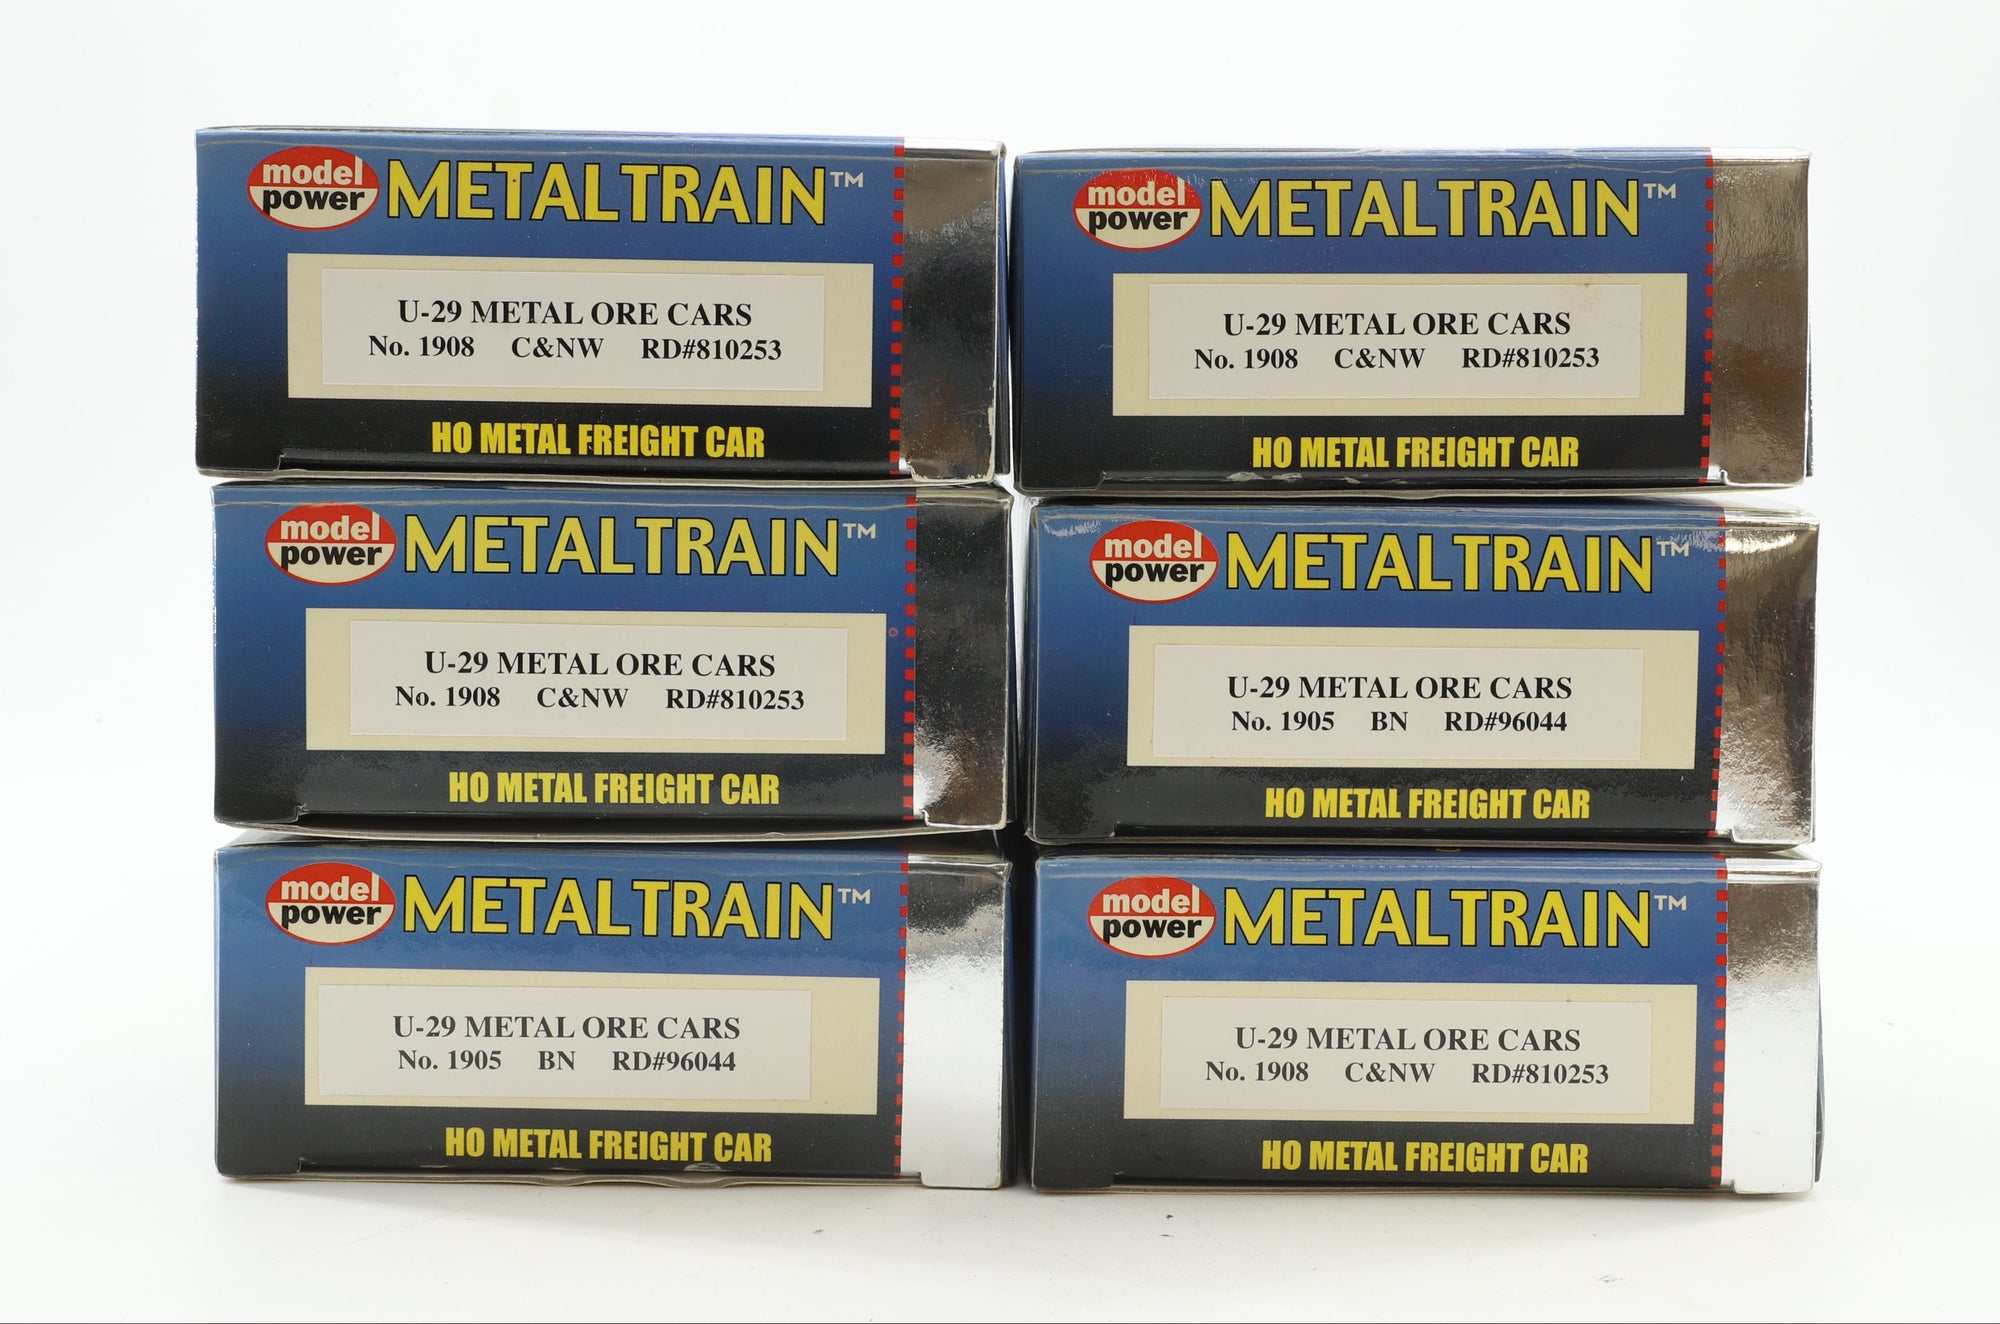 model power METALTRAIN™
U-29 METAL ORE CARS
No. 1908 C&NW RD#810253
HO METAL FREIGHT CAR
model power METALTRAIN™
U-29 METAL ORE CARS
No. 1908 C&NW RD#810253
HO METAL FREIGHT CAR
model power METALTRAIN™
U-29 METAL ORE CARS
No. 1908 C&NW RD#810253
HO METAL FREIGHT CAR
model power METALTRAIN™
U-29 METAL ORE CARS
No. 1905 BN RD#96044
HO METAL FREIGHT CAR
model power METALTRAIN™
U-29 METAL ORE CARS
No. 1905 BN RD#96044
HO METAL FREIGHT CAR
model power METALTRAIN™
U-29 METAL ORE CARS
No. 1908 C&NW RD#810253
HO METAL FREIGHT CAR